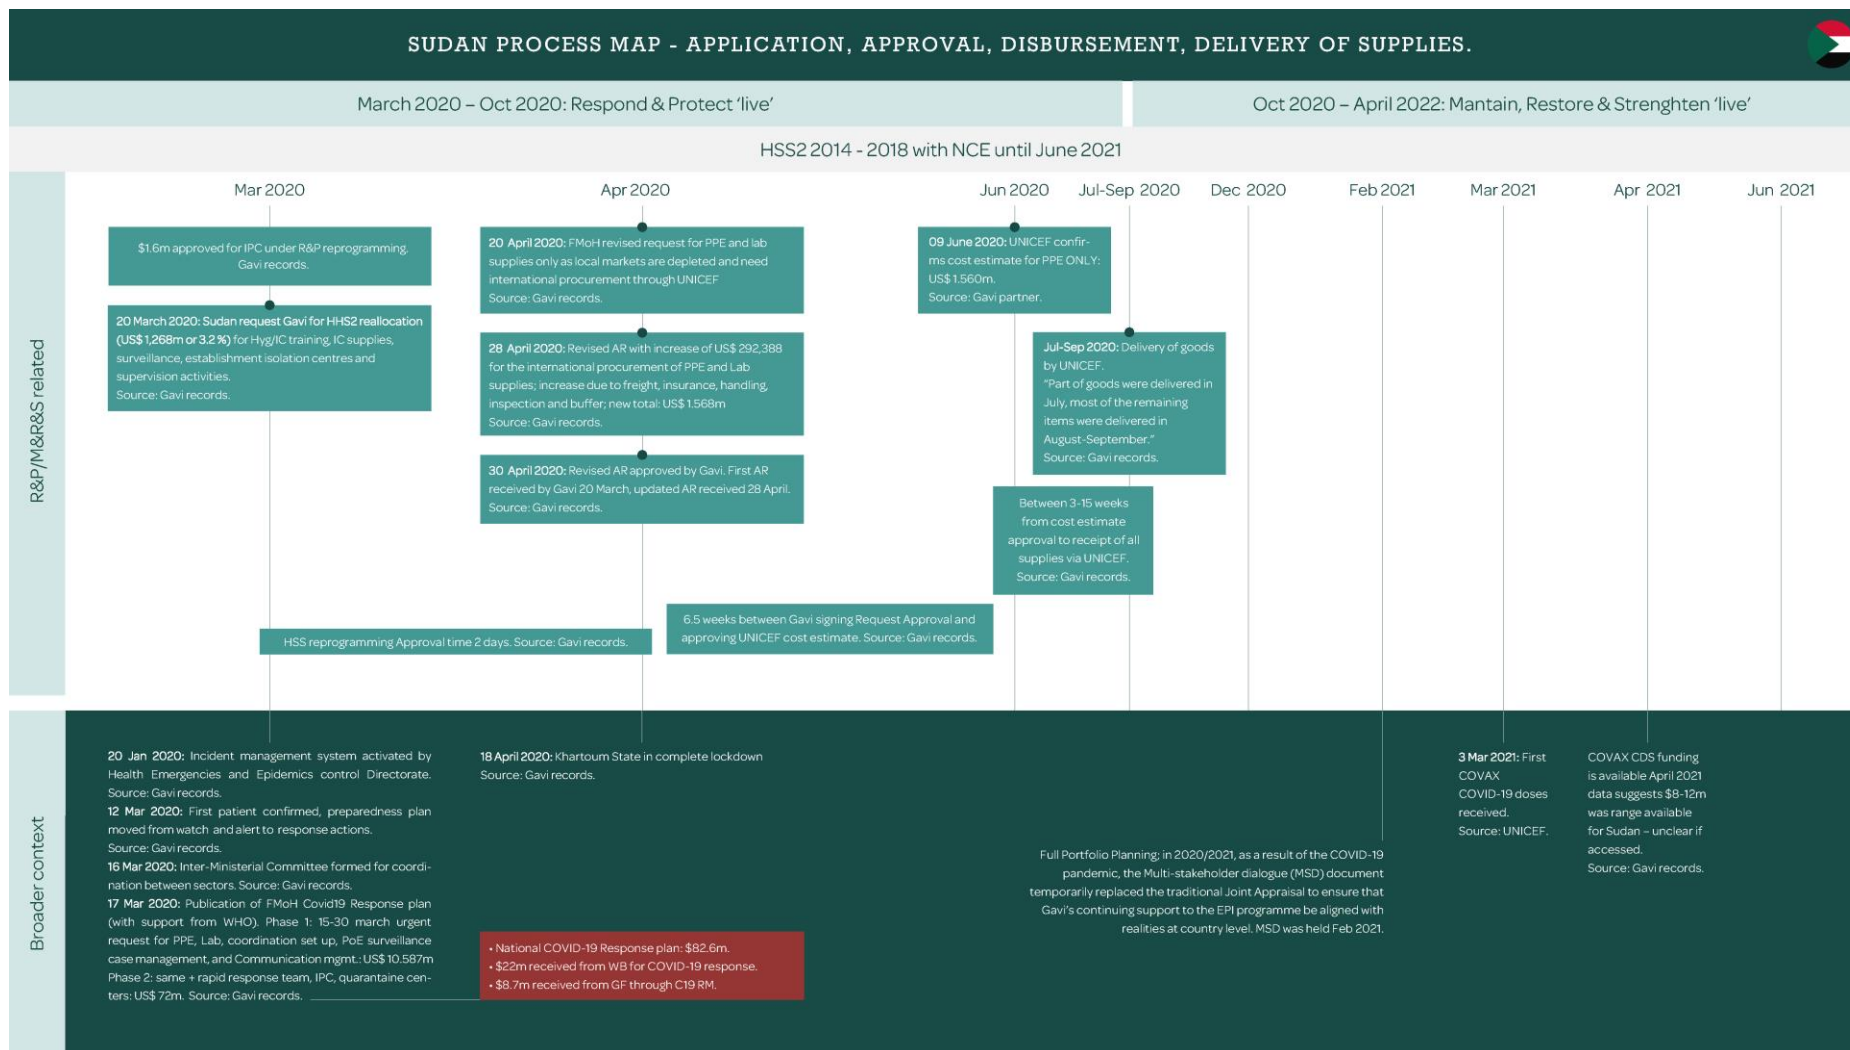 SUDAN PROCESS MAP - APPLICATION, APPROVAL, DISBURSEMENT, DELIVERY OF SUPPLIES.
March 2020 – Oct 2020: Respond & Protect ‘live’
Oct 2020 – April 2022: Mantain, Restore & Strenghten ‘live’
HSS2 2014 - 2018 with NCE until June 2021
R&P/M&R&S related
Mar 2020
Apr 2020
Jun 2020
Jul-Sep 2020
Dec 2020
Feb 2021
Mar 2021
Apr 2021
Jun 2021
$1.6m approved for IPC under R&P reprogramming.
Gavi records.
20 March 2020: Sudan request Gavi for HHS2 reallocation
(US$ 1,268m or 3.2 %) for Hyg/IC training, IC supplies,
surveillance, establishment isolation centres and
supervision activities.
Source: Gavi records.
20 April 2020: FMoH revised request for PPE and lab
supplies only as local markets are depleted and need
international procurement through UNICEF
Source: Gavi records.
28 April 2020: Revised AR with increase of US$ 292,388
for the international procurement of PPE and Lab
supplies; increase due to freight, insurance, handling,
inspection and buffer; new total: US$ 1.568m
Source: Gavi records.
30 April 2020: Revised AR approved by Gavi. First AR
received by Gavi 20 March, updated AR received 28 April.
Source: Gavi records.
09 June 2020: UNICEF confir-
ms cost estimate for PPE ONLY:
US$ 1.560m.
Source: Gavi partner.
Jul-Sep 2020: Delivery of goods
by UNICEF.
“Part of goods were delivered in
July, most of the remaining
items were delivered in
August-September.”
Source: Gavi records.
Between 3-15 weeks
from cost estimate
approval to receipt of all
supplies via UNICEF.
Source: Gavi records.
6.5 weeks between Gavi signing Request Approval and
approving UNICEF cost estimate. Source: Gavi records.
HSS reprogramming Approval time 2 days. Source: Gavi records.
Broader context
20 Jan 2020: Incident management system activated by
Health Emergencies and Epidemics control Directorate.
Source: Gavi records.
12 Mar 2020: First patient confirmed, preparedness plan
moved from watch and alert to response actions.
Source: Gavi records.
16 Mar 2020: Inter-Ministerial Committee formed for coordi-
nation between sectors. Source: Gavi records.
17 Mar 2020: Publication of FMoH Covid19 Response plan
(with support from WHO). Phase 1: 15-30 march urgent
request for PPE, Lab, coordination set up, PoE surveillance
case management, and Communication mgmt.: US$ 10.587m
Phase 2: same + rapid response team, IPC, quarantaine cen-
ters: US$ 72m. Source: Gavi records.
18 April 2020: Khartoum State in complete lockdown
Source: Gavi records.
• National COVID-19 Response plan: $82.6m.
• $22m received from WB for COVID-19 response.
• $8.7m received from GF through C19 RM.
Full Portfolio Planning; in 2020/2021, as a result of the COVID-19
pandemic, the Multi-stakeholder dialogue (MSD) document
temporarily replaced the traditional Joint Appraisal to ensure that
Gavi’s continuing support to the EPI programme be aligned with
realities at country level. MSD was held Feb 2021.
3 Mar 2021: First
COVAX
COVID-19 doses
received.
Source: UNICEF.
COVAX CDS funding
is available April 2021
data suggests $8-12m
was range available
for Sudan – unclear if
accessed.
Source: Gavi records.